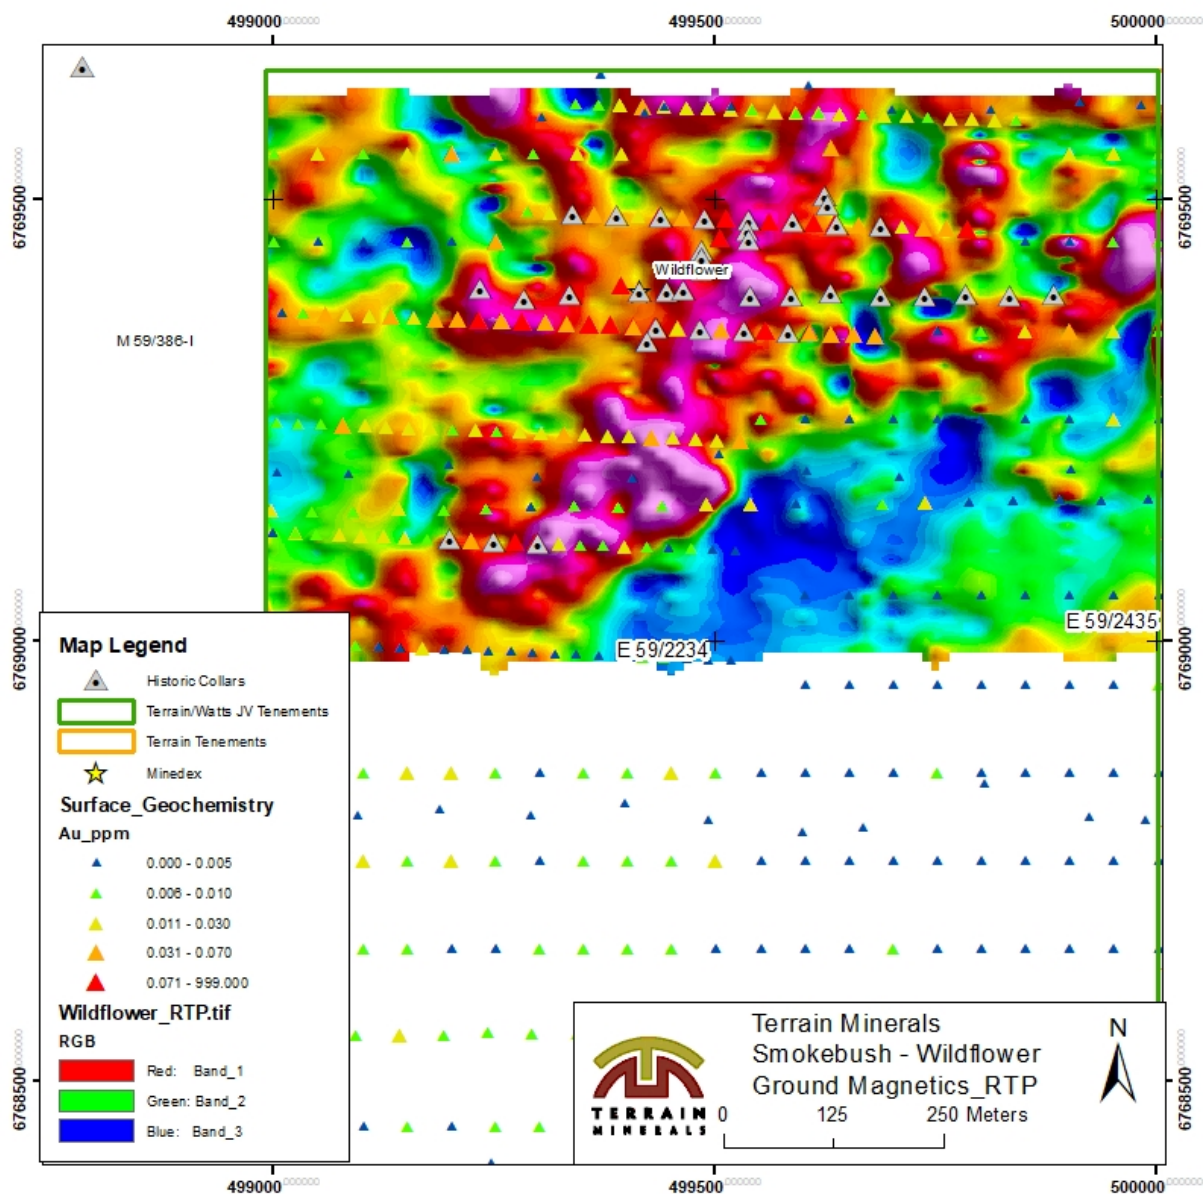 499000
499500
500000
6769500
6769500
Wildflower
M 59/386-I
E 59/2435
E 59/2234
6769000
6769000
Map Legend
Historic Collars
Terrain/Watts JV Tenements
Terrain Tenements
Minedex
Surface_Geochemistry
Au_ppm
0.000 - 0.005
0.006 - 0.010
0.011 - 0.030
0.031 - 0.070
0.071 - 999.000
Wildflower_RTP.tif
RGB
Red: Band_1
Green: Band_2
Blue: Band_3
TERRAIN
MINERALS
Terrain Minerals
Smokebush - Wildflower
Ground Magnetics_RTP
0 125 250 Meters
N
6768500
6768500
499000
499500
500000